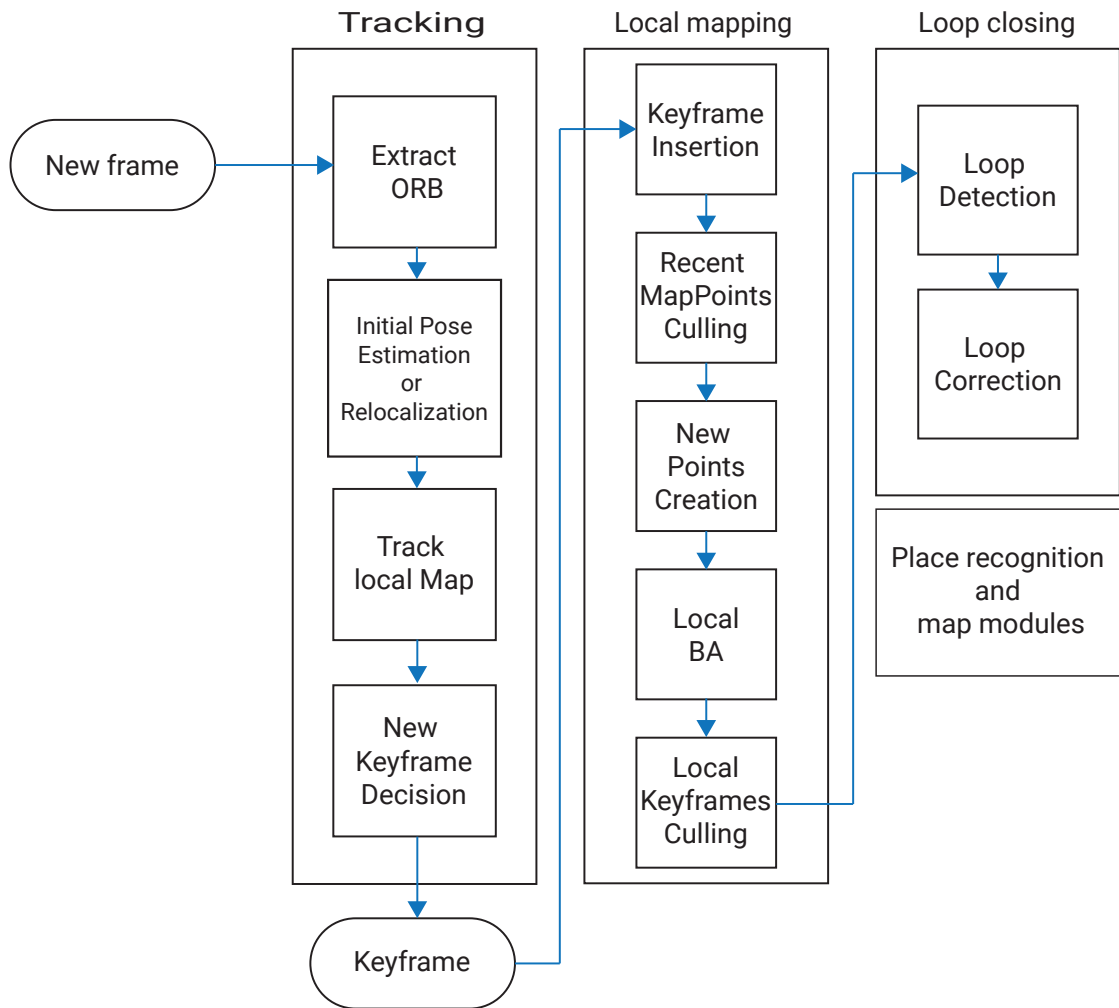 Tracking
New frame
Extract
ORB
Initial Pose
Estimation
or
Relocalization
Track
local Map
New
Keyframe
Decision
Keyframe
Local mapping
Keyframe
Insertion
Recent
MapPoints
Culling
New
Points
Creation
Local
BA
Local
Keyframes
Culling
Loop closing
Loop
Detection
Loop
Correction
Place recognition
and
map modules